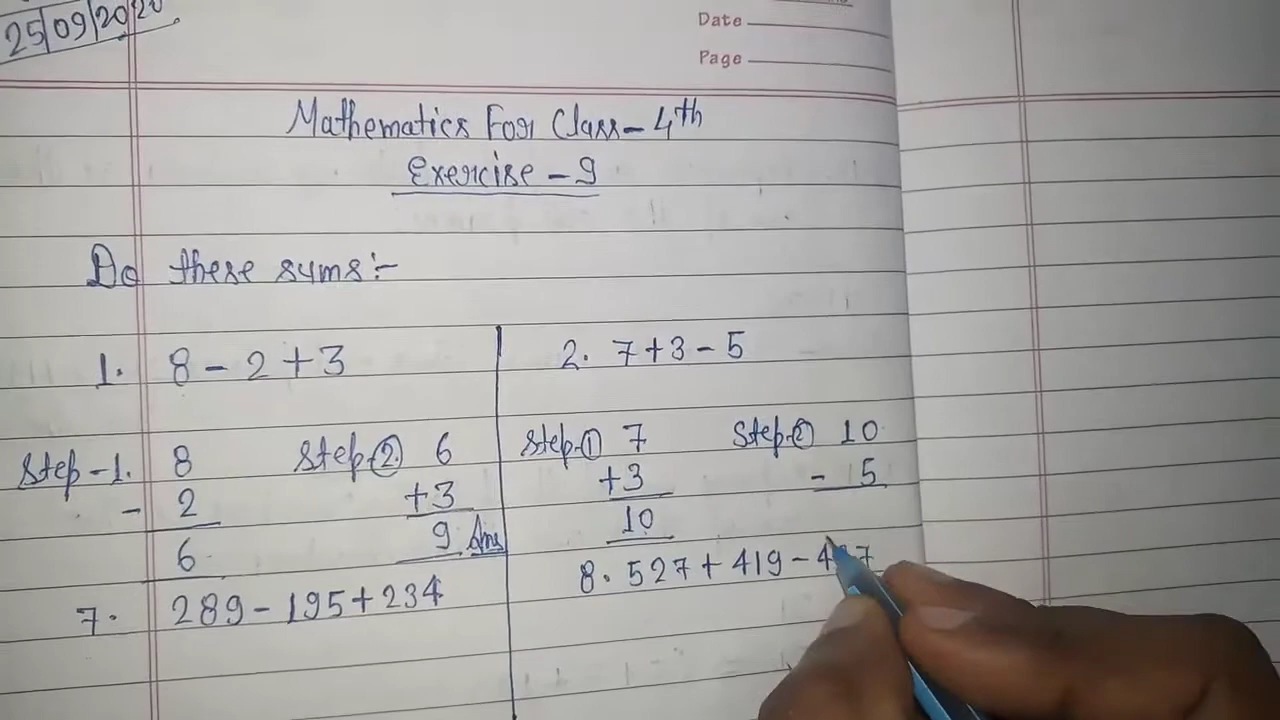 25/09/2020
Date
Page
Mathematics For Class-4th
Exercise-9
Do these sums:-
1. 8-2+3
2. 7+3-5
Step-1. 8
- 2
6
Step-② 6
+3
9 Ans
Step-① 7
+3
10
Step-② 10
- 5
7. 289-195+234
8. 527+419-